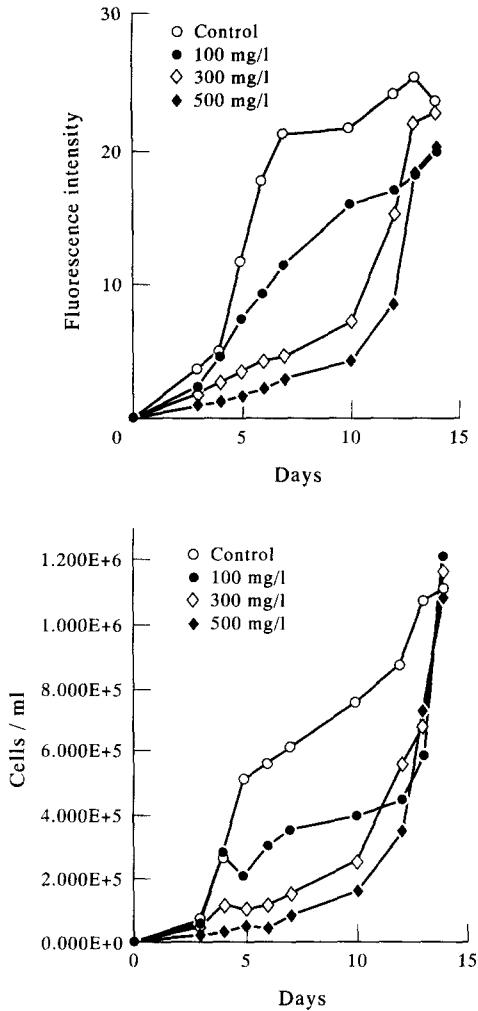 30
20
10
0
5
10
15
Fluorescence intensity
Days
Control
100 mg/l
300 mg/l
500 mg/l
1.200E+6
1.000E+6
8.000E+5
6.000E+5
4.000E+5
2.000E+5
0.000E+0
0
5
10
15
Cells / ml
Days
Control
100 mg/l
300 mg/l
500 mg/l